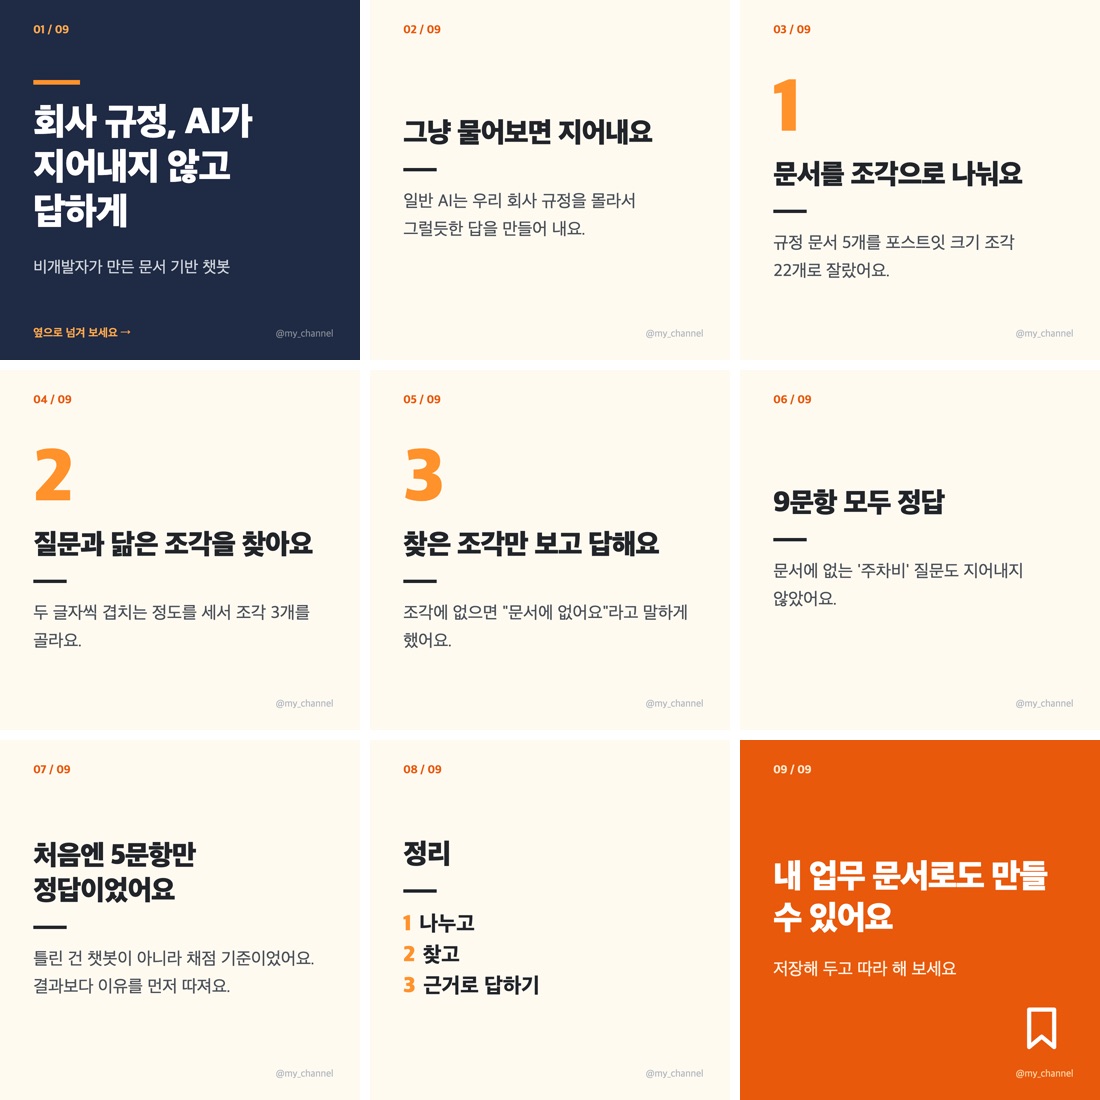 01 / 09
회사 규정, AI가
지어내지 않고
답하게
비개발자가 만든 문서 기반 챗봇
옆으로 넘겨 보세요 →
@my_channel
02 / 09
그냥 물어보면 지어내요
일반 AI는 우리 회사 규정을 몰라서
그럴듯한 답을 만들어 내요.
@my_channel
03 / 09
1
문서를 조각으로 나눠요
규정 문서 5개를 포스트잇 크기 조각
22개로 잘랐어요.
@my_channel
04 / 09
2
질문과 닮은 조각을 찾아요
두 글자씩 겹치는 정도를 세서 조각 3개를
골라요.
@my_channel
05 / 09
3
찾은 조각만 보고 답해요
조각에 없으면 "문서에 없어요"라고 말하게
했어요.
@my_channel
06 / 09
9문항 모두 정답
문서에 없는 '주차비' 질문도 지어내지
않았어요.
@my_channel
07 / 09
처음엔 5문항만
정답이었어요
틀린 건 챗봇이 아니라 채점 기준이었어요.
결과보다 이유를 먼저 따져요.
@my_channel
08 / 09
정리
1 나누고
2 찾고
3 근거로 답하기
@my_channel
09 / 09
내 업무 문서로도 만들
수 있어요
저장해 두고 따라 해 보세요
@my_channel